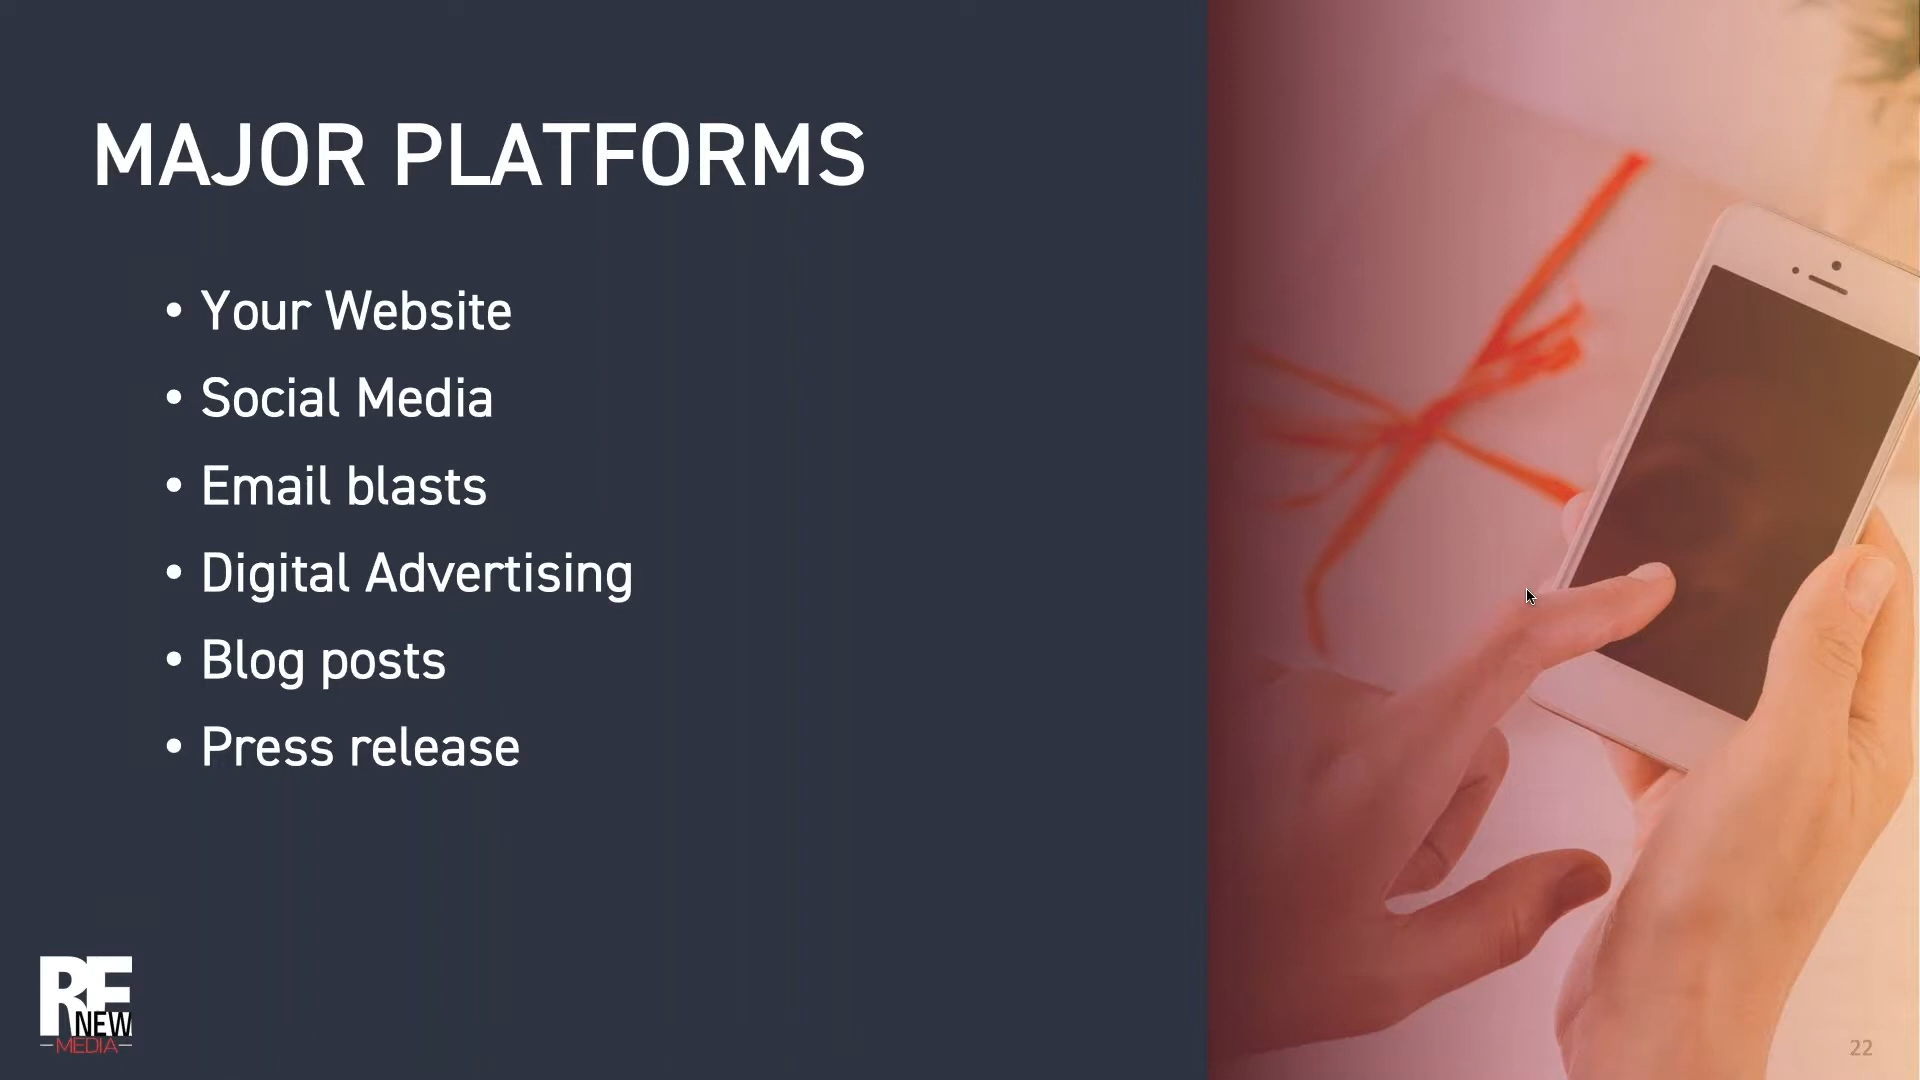 MAJOR PLATFORMS
• Your Website
• Social Media
• Email blasts
• Digital Advertising
• Blog posts
• Press release
RE
NEW
MEDIA
22